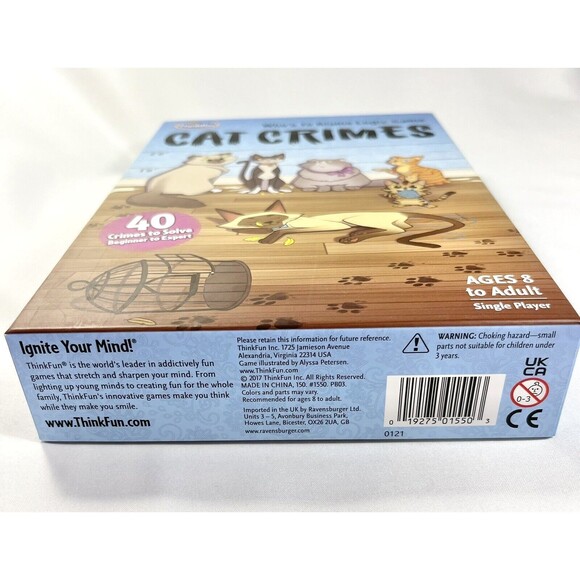 Who's to Blame Logic Game
CAT CRIMES
40
Crimes to Solve
Beginner to Expert
AGES 8
to Adult
Single Player
Ignite Your Mind!®
ThinkFun® is the world's leader in addictively fun
games that stretch and sharpen your mind. From
lighting up young minds to creating fun for the whole
family, ThinkFun's innovative games make you think
while they make you smile.
www.ThinkFun.com
Please retain this information for future reference.
ThinkFun Inc. 1725 Jamieson Avenue
Alexandria, Virginia 22314 USA
Game illustration by Alyssa Petersen.
www.ThinkFun.com
© 2017 ThinkFun Inc. All Rights Reserved.
MADE IN CHINA, 150. #1550. PB03.
Colors and parts may vary.
Recommended for ages 8 to adult.
Imported in the UK by Ravensburger Ltd.
Units 3 – 5, Avonbury Business Park,
Howes Lane, Bicester, OX26 2UA, GB
www.ravensburger.com
WARNING: Choking hazard—small
parts not suitable for children under
3 years.
0 19275 01550 3
0121
UK
CA
0-3
CE